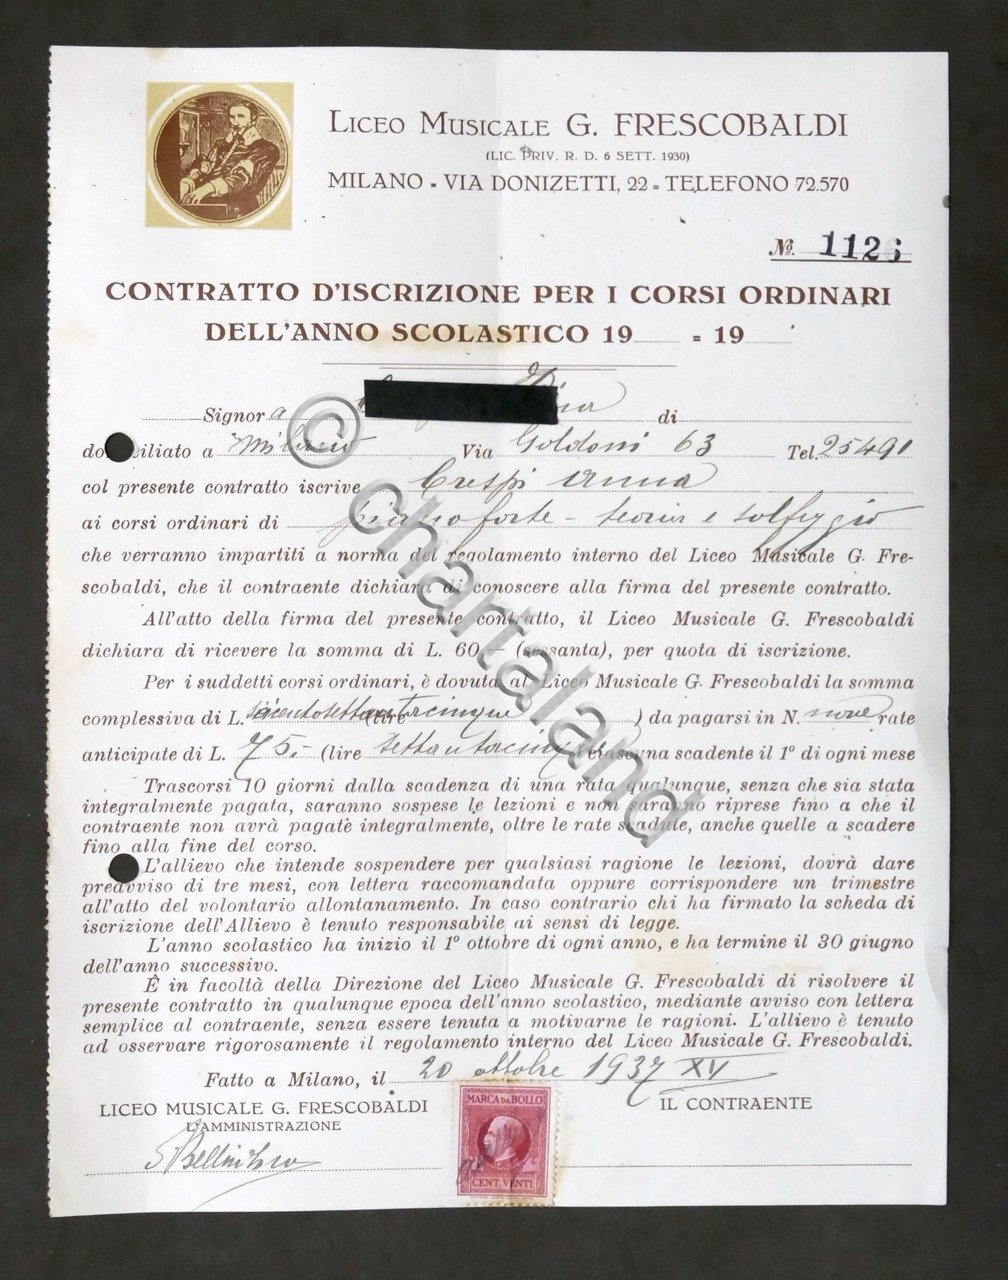 LICEO MUSICALE G. FRESCOBALDI
(LIC. PRIV. R. D. 6 SETT. 1930)
MILANO - VIA DONIZETTI, 22 - TELEFONO 72.570
№ 1126
CONTRATTO D'ISCRIZIONE PER I CORSI ORDINARI
DELL'ANNO SCOLASTICO 19 = 19
Signor a di
do iliato a Milano Via Goldoni 63 Tel. 25491
col presente contratto iscrive Crespi Anna
ai corsi ordinari di pianoforte - teoria e solfeggio
che verranno impartiti a norma del regolamento interno del Liceo Musicale G. Fre-
scobaldi, che il contraente dichiara di conoscere alla firma del presente contratto.
All'atto della firma del presente contratto, il Liceo Musicale G. Frescobaldi
dichiara di ricevere la somma di L. 60,— (sessanta), per quota di iscrizione.
Per i suddetti corsi ordinari, è dovuta al Liceo Musicale G. Frescobaldi la somma
complessiva di L. seicentosettantacinque (lire ) da pagarsi in N. nove rate
anticipate di L. 75.- (lire settantacinque) ciascuna scadente il 1° di ogni mese
Trascorsi 10 giorni dalla scadenza di una rata qualunque, senza che sia stata
integralmente pagata, saranno sospese le lezioni e non saranno riprese fino a che il
contraente non avrà pagate integralmente, oltre le rate scadute, anche quelle a scadere
fino alla fine del corso.
L'allievo che intende sospendere per qualsiasi ragione le lezioni, dovrà dare
preavviso di tre mesi, con lettera raccomandata oppure corrispondere un trimestre
all'atto del volontario allontanamento. In caso contrario chi ha firmato la scheda di
iscrizione dell'Allievo è tenuto responsabile ai sensi di legge.
L'anno scolastico ha inizio il 1° ottobre di ogni anno, e ha termine il 30 giugno
dell'anno successivo.
È in facoltà della Direzione del Liceo Musicale G. Frescobaldi di risolvere il
presente contratto in qualunque epoca dell'anno scolastico, mediante avviso con lettera
semplice al contraente, senza essere tenuta a motivarne le ragioni. L'allievo è tenuto
ad osservare rigorosamente il regolamento interno del Liceo Musicale G. Frescobaldi.
Fatto a Milano, il 20 ottobre 1937 XV
LICEO MUSICALE G. FRESCOBALDI
L'AMMINISTRAZIONE
IL CONTRAENTE
MARCA DA BOLLO
CENT. VENTI
© chartaland